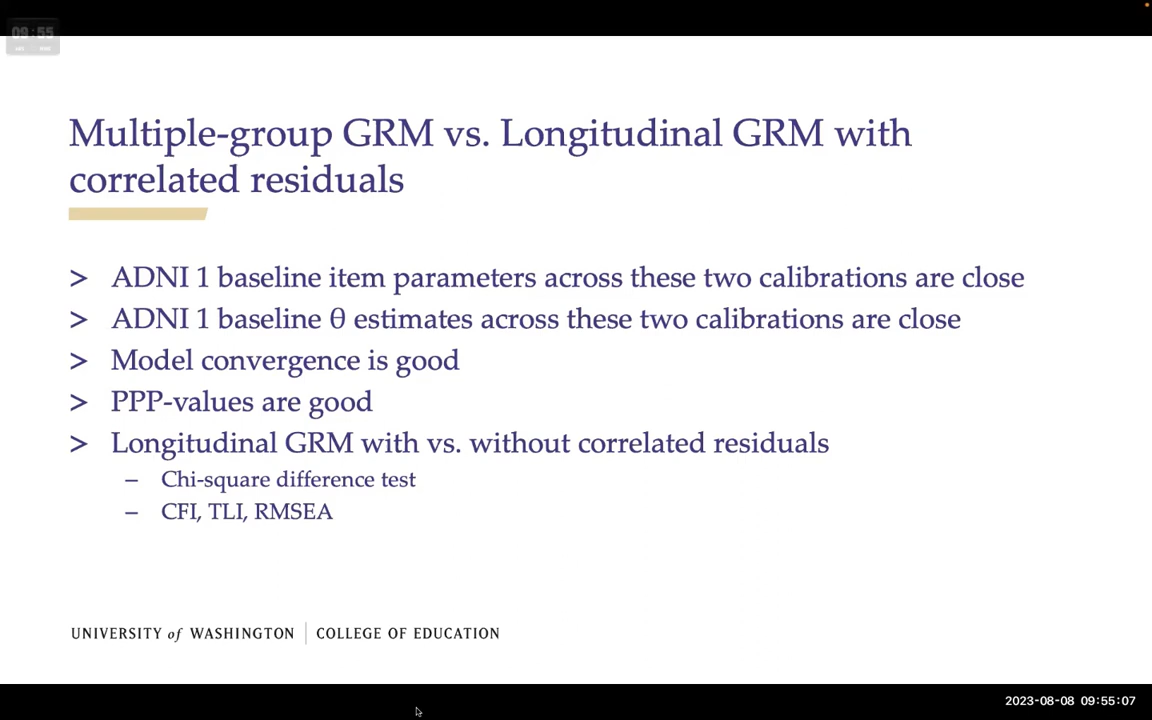 09:55
Multiple-group GRM vs. Longitudinal GRM with
correlated residuals
> ADNI 1 baseline item parameters across these two calibrations are close
> ADNI 1 baseline θ estimates across these two calibrations are close
> Model convergence is good
> PPP-values are good
> Longitudinal GRM with vs. without correlated residuals
– Chi-square difference test
– CFI, TLI, RMSEA
UNIVERSITY of WASHINGTON | COLLEGE OF EDUCATION
2023-08-08 09:55:07